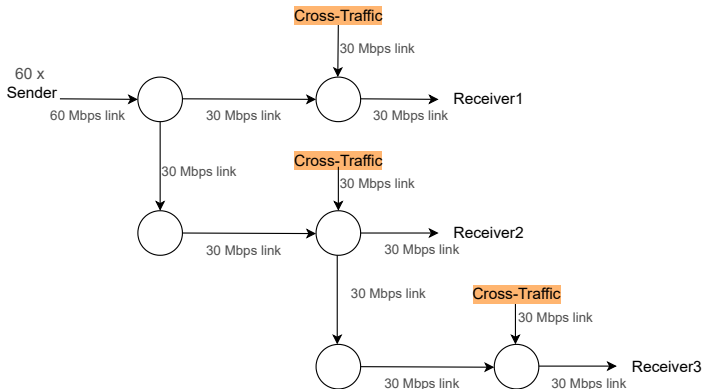 Cross-Traffic
30 Mbps link
60 x
Sender
60 Mbps link
30 Mbps link
30 Mbps link
Receiver1
30 Mbps link
Cross-Traffic
30 Mbps link
30 Mbps link
30 Mbps link
Receiver2
30 Mbps link
Cross-Traffic
30 Mbps link
30 Mbps link
30 Mbps link
Receiver3